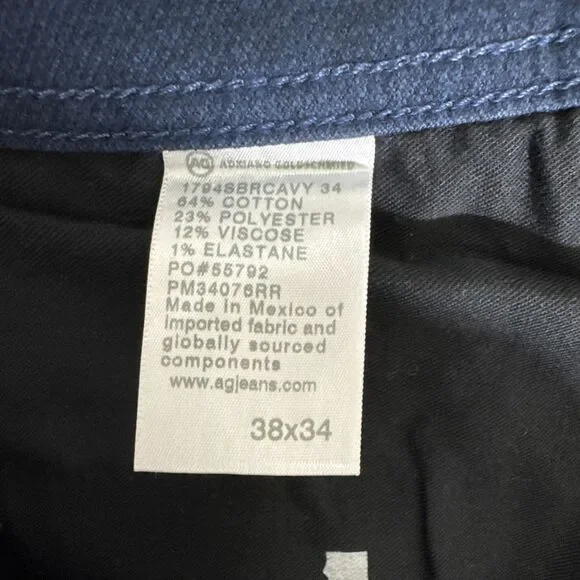 AG ADRIANO GOLDSCHMIED
1794SBRCAVY 34
64% COTTON
23% POLYESTER
12% VISCOSE
1% ELASTANE
PO#55792
PM34076RR
Made in Mexico of
imported fabric and
globally sourced
components
www.agjeans.com
38x34